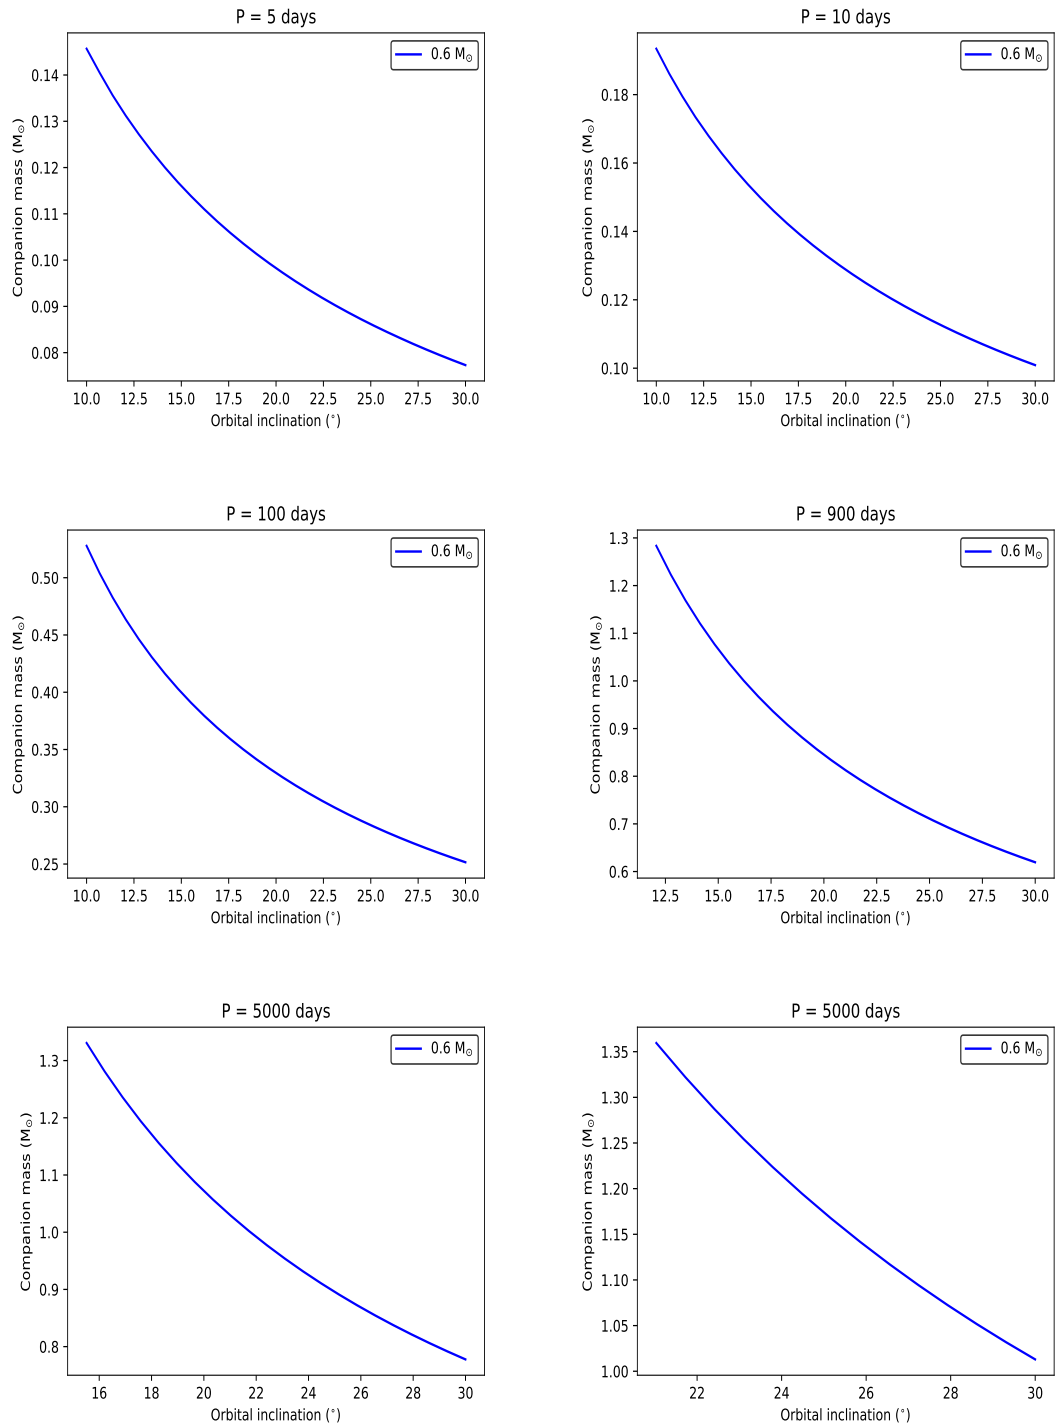 P = 5 days
0.6 M☉
Companion mass (M☉)
0.14
0.13
0.12
0.11
0.10
0.09
0.08
10.0 12.5 15.0 17.5 20.0 22.5 25.0 27.5 30.0
Orbital inclination (°)
P = 10 days
0.6 M☉
Companion mass (M☉)
0.18
0.16
0.14
0.12
0.10
10.0 12.5 15.0 17.5 20.0 22.5 25.0 27.5 30.0
Orbital inclination (°)
P = 100 days
0.6 M☉
Companion mass (M☉)
0.50
0.45
0.40
0.35
0.30
0.25
10.0 12.5 15.0 17.5 20.0 22.5 25.0 27.5 30.0
Orbital inclination (°)
P = 900 days
0.6 M☉
Companion mass (M☉)
1.3
1.2
1.1
1.0
0.9
0.8
0.7
0.6
12.5 15.0 17.5 20.0 22.5 25.0 27.5 30.0
Orbital inclination (°)
P = 5000 days
0.6 M☉
Companion mass (M☉)
1.3
1.2
1.1
1.0
0.9
0.8
16 18 20 22 24 26 28 30
Orbital inclination (°)
P = 5000 days
0.6 M☉
Companion mass (M☉)
1.35
1.30
1.25
1.20
1.15
1.10
1.05
1.00
22 24 26 28 30
Orbital inclination (°)